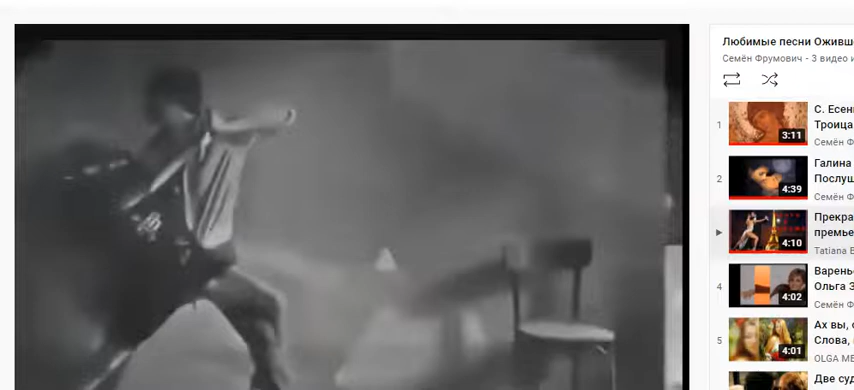 Любимые песни Оживш
Семён Фрумович - 3 видео и
1
3:11
С. Есен
Троица
Семён Ф
2
4:39
Галина
Послуш
Семён Ф
4:10
Прекра
премье
Tatiana B
4
4:02
Варень
Ольга З
Семён Ф
5
4:01
Ах вы, с
Слова,
OLGA ME
Две суд